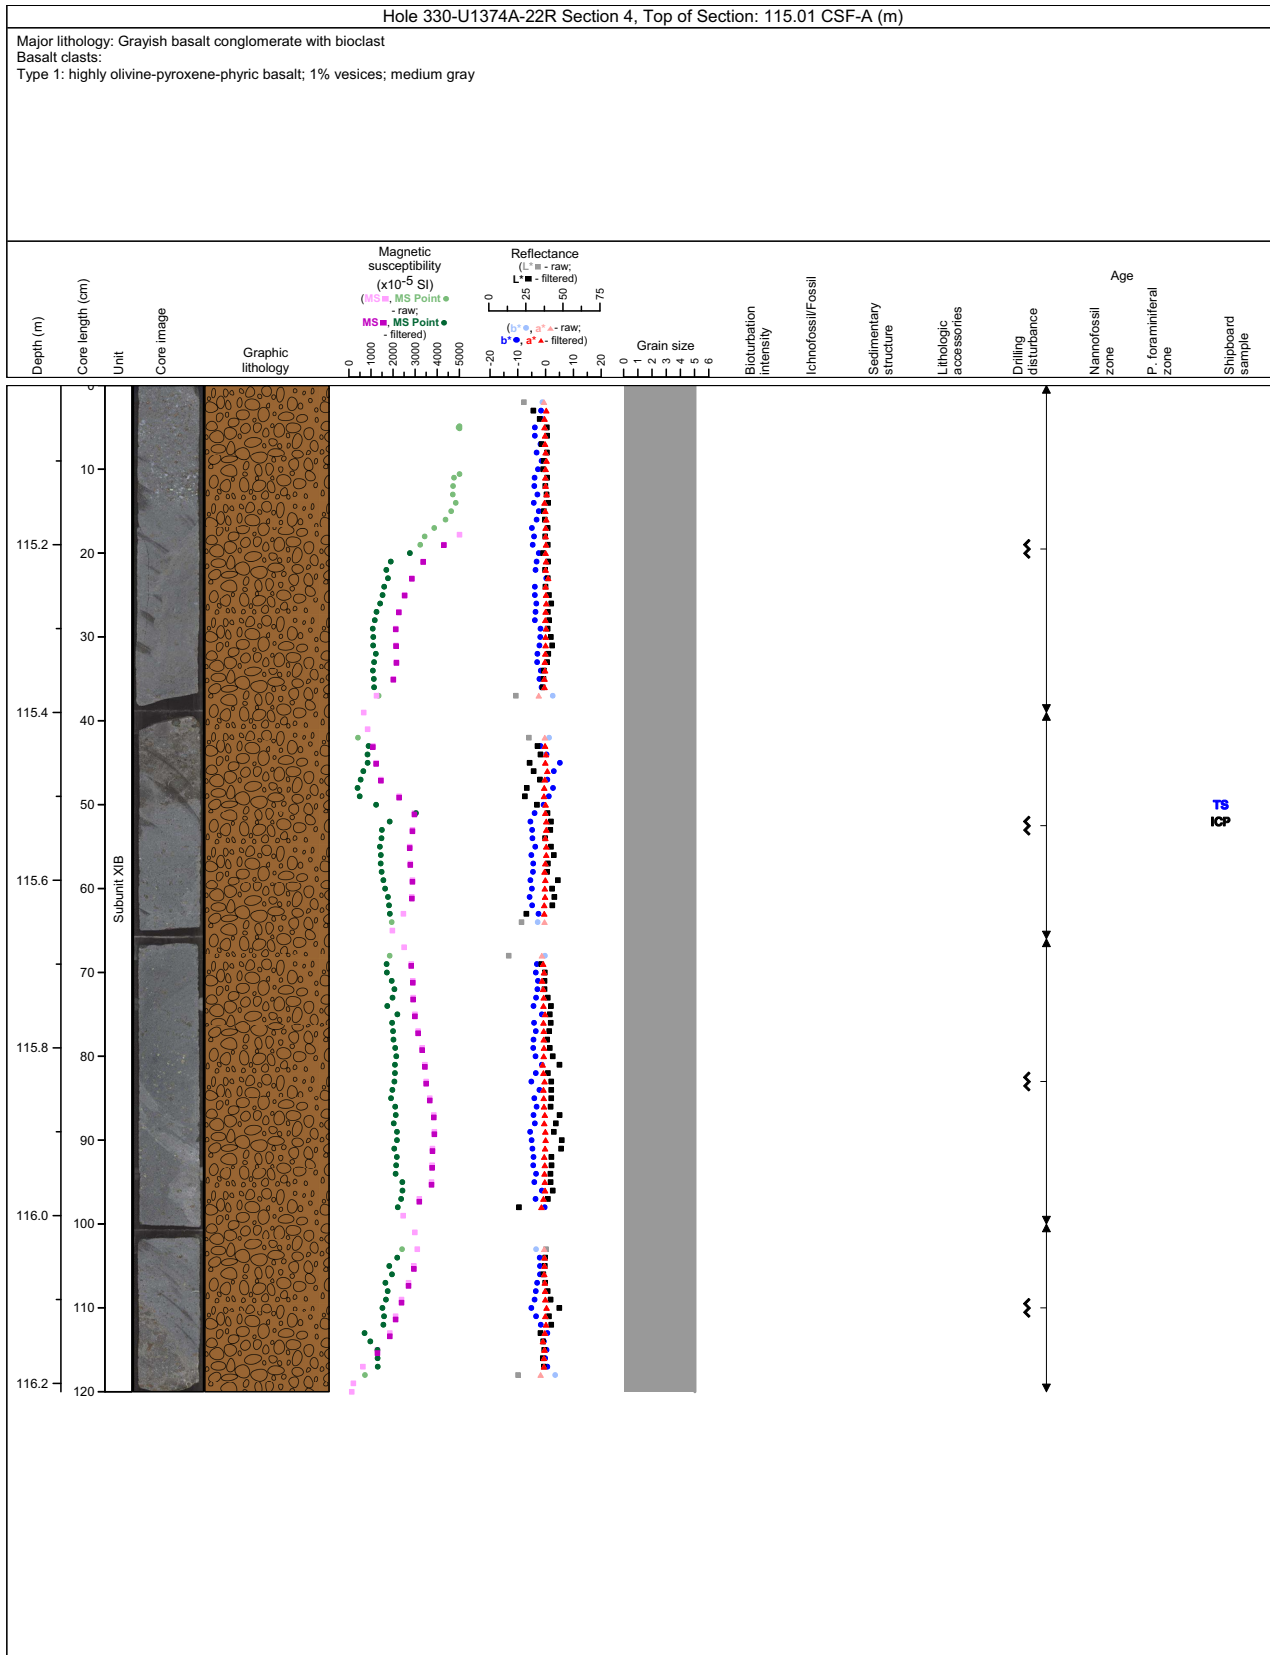 Hole 330-U1374A-22R Section 4, Top of Section: 115.01 CSF-A (m)
Major lithology: Grayish basalt conglomerate with bioclast
Basalt clasts:
Type 1: highly olivine-pyroxene-phyric basalt; 1% vesices; medium gray
Depth (m)
Core length (cm)
Unit
Core image
Graphic
lithology
Magnetic
susceptibility
(x10-5 SI)
(MS, MS Point
- raw;
MS, MS Point
- filtered)
0 1000 2000 3000 4000 5000
Reflectance
(L* - raw;
L* - filtered)
0 25 50 75
(b*, a* - raw;
b*, a* - filtered)
-20 -10 0 10 20
Grain size
0 1 2 3 4 5 6
Bioturbation
intensity
Ichnofossil/Fossil
Sedimentary
structure
Lithologic
accessories
Drilling
disturbance
Age
Nannofossil
zone
P. foraminiferal
zone
Shipboard
sample
0
10
115.2
20
30
115.4
40
50
TS
ICP
115.6
60
Subunit XIB
70
115.8
80
90
116.0
100
110
116.2
120